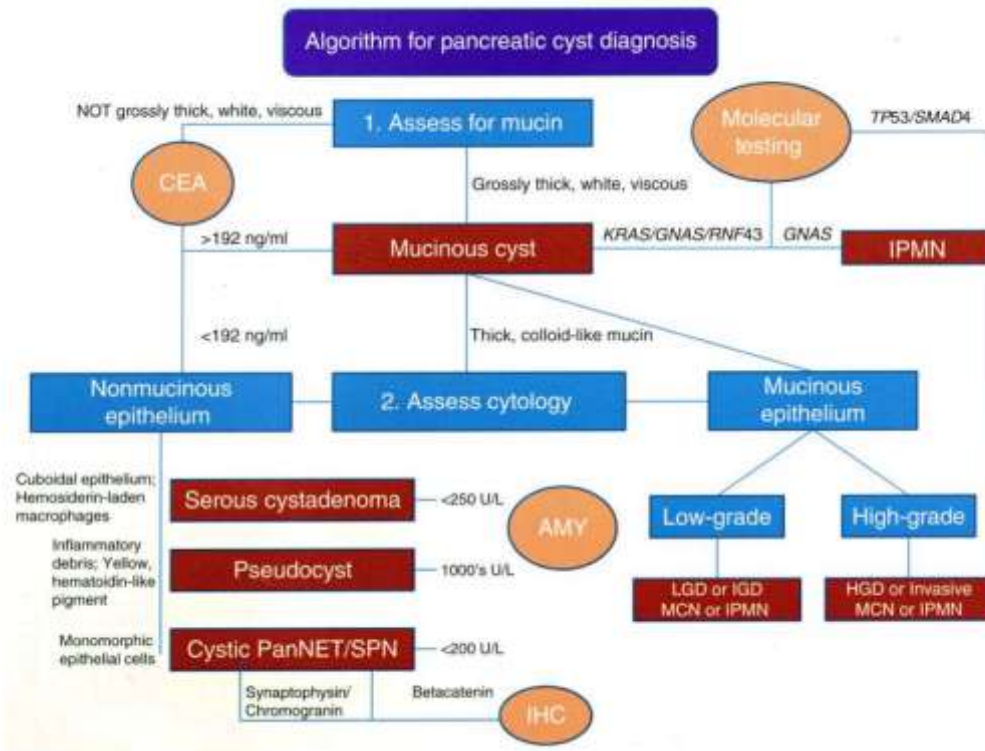 Algorithm for pancreatic cyst diagnosis
NOT grossly thick, white, viscous
1. Assess for mucin
Molecular
testing
TP53/SMAD4
CEA
Grossly thick, white, viscous
>192 ng/ml
Mucinous cyst
KRAS/GNAS/RNF43
GNAS
IPMN
<192 ng/ml
Thick, colloid-like mucin
Nonmucinous
epithelium
2. Assess cytology
Mucinous
epithelium
Cuboidal epithelium;
Hemosiderin-laden
macrophages
Serous cystadenoma
<250 U/L
AMY
Low-grade
High-grade
Inflammatory
debris; Yellow,
hematoidin-like
pigment
Pseudocyst
1000's U/L
LGD or IGD
MCN or IPMN
HGD or Invasive
MCN or IPMN
Monomorphic
epithelial cells
Cystic PanNET/SPN
<200 U/L
Synaptophysin/
Chromogranin
Betacatenin
IHC